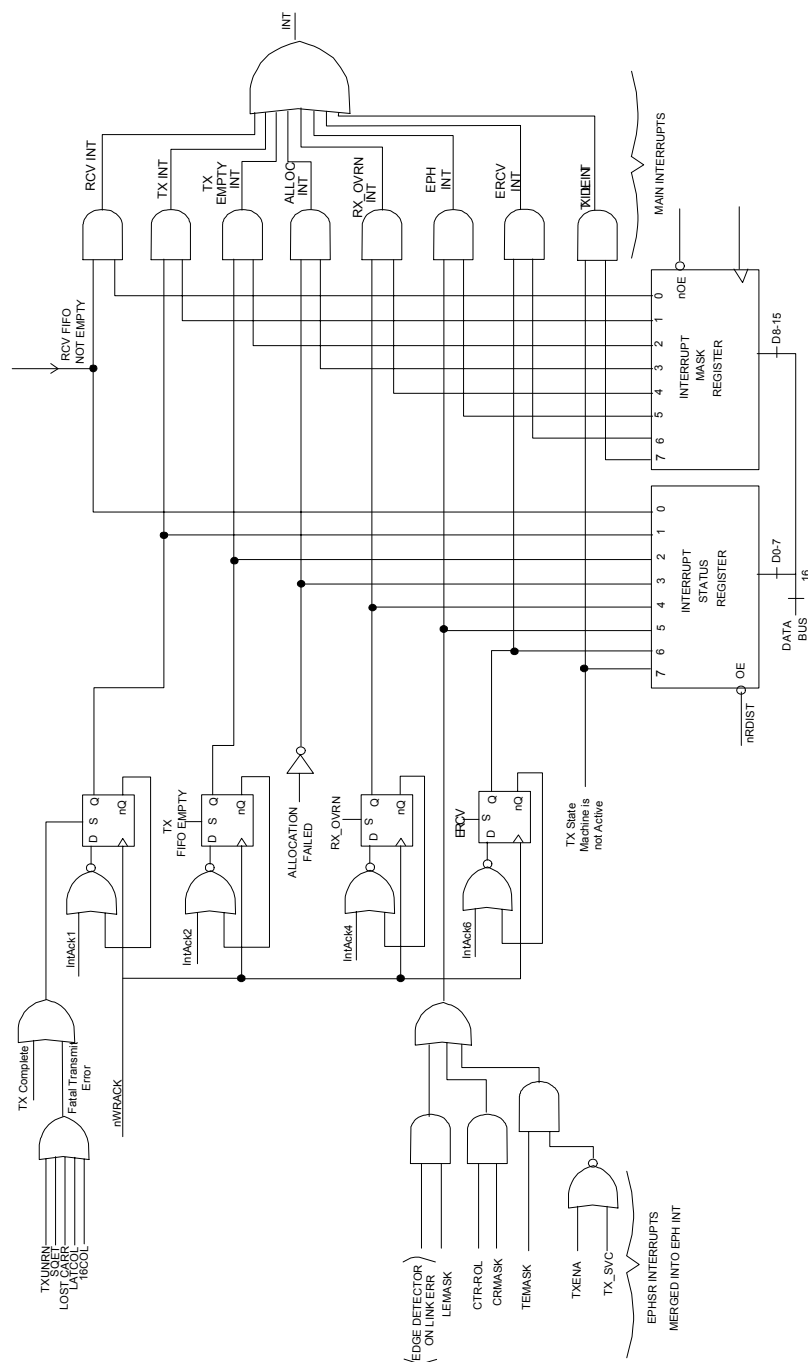 INT
RCV INT
TX INT
TX
EMPTY
INT
ALLOC
INT
RX_OVRN
INT
EPH
INT
ERCV
INT
MAIN INTERRUPTS
RCV FIFO
NOT EMPTY
nOE
0
1
2
3
4
5
6
7
INTERRUPT
MASK
REGISTER
D8-15
0
1
2
3
4
5
6
7
INTERRUPT
STATUS
REGISTER
OE
nRDIST
D0-7
16
DATA
BUS
D
S
Q
nQ
IntAck1
TX
FIFO EMPTY
D
S
Q
nQ
IntAck2
ALLOCATION
FAILED
RX_OVRN
D
S
Q
nQ
IntAck4
ERCV
D
S
Q
nQ
IntAck6
TX State
Machine is
not Active
TX Complete
Fatal Transmit
Error
nWRACK
TXUNRN
SQET
LOST CARR
LATCOL
16COL
EDGE DETECTOR
ON LINK ERR
LEMASK
CTR-ROL
CRMASK
TEMASK
TXENA
TX_SVC
EPHSR INTERRUPTS
MERGED INTO EPH INT